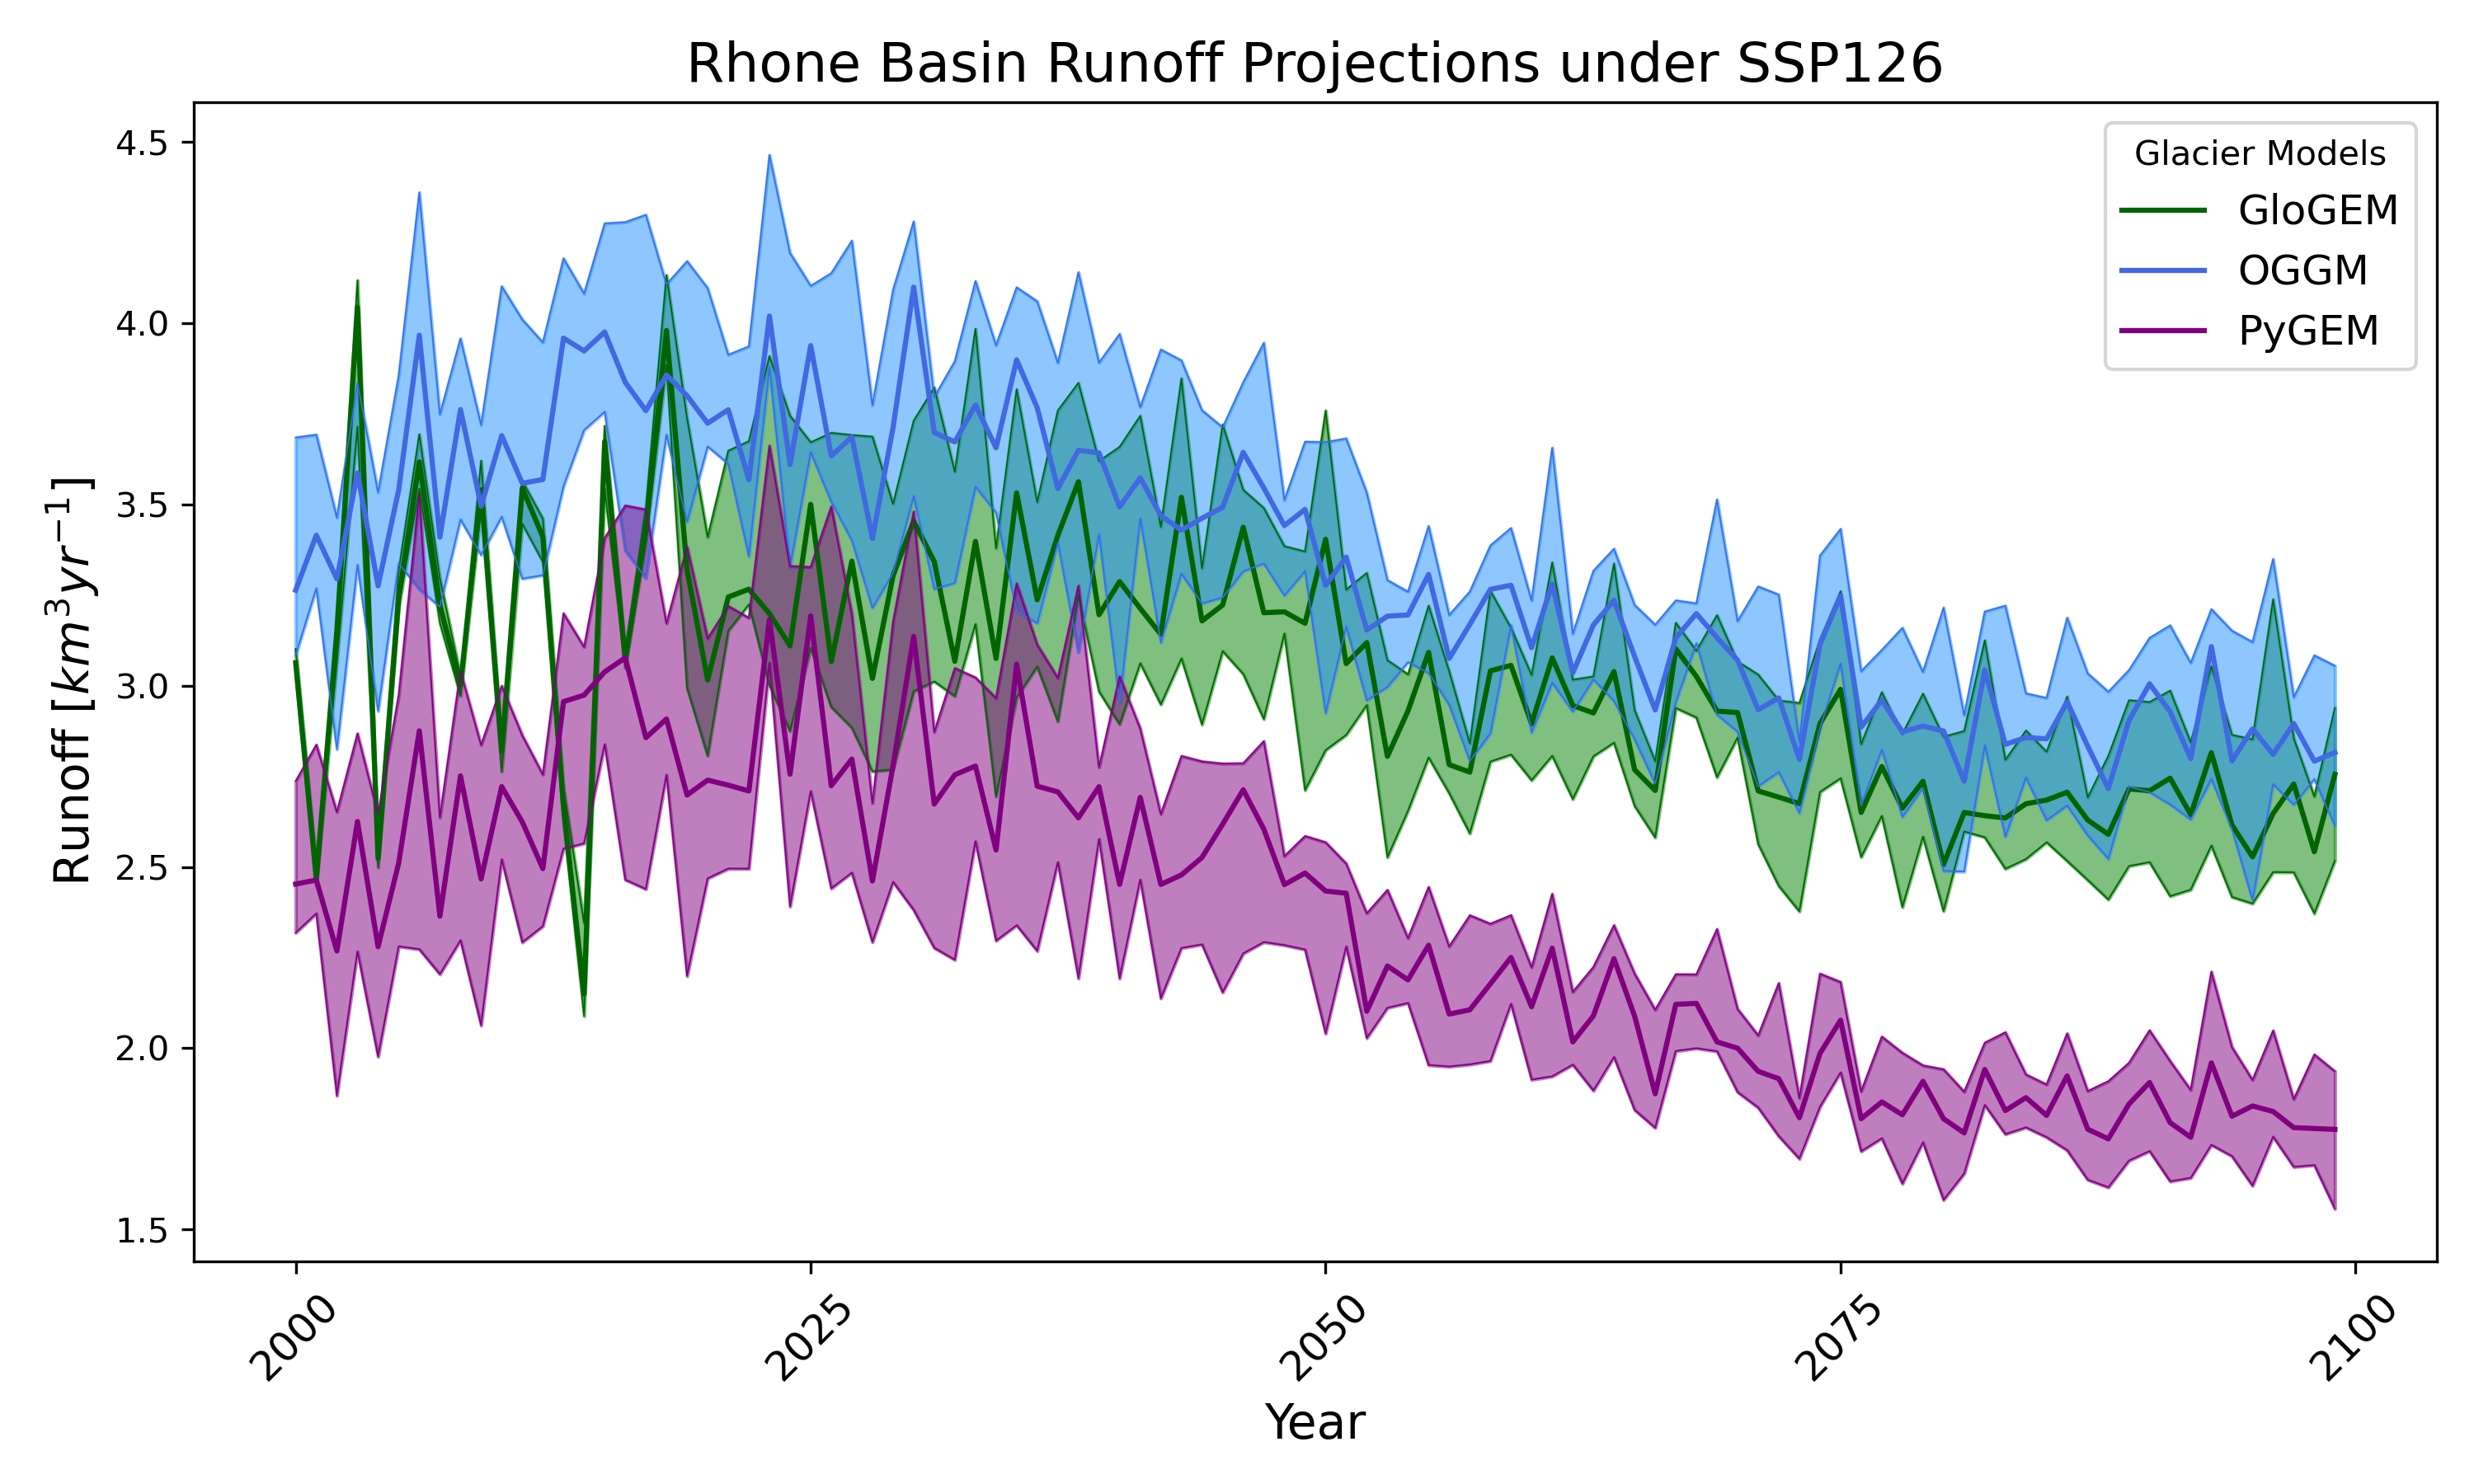 Rhone Basin Runoff Projections under SSP126
Runoff [km³yr⁻¹]
4.5
4.0
3.5
3.0
2.5
2.0
1.5
Glacier Models
GloGEM
OGGM
PyGEM
2000
2025
2050
2075
2100
Year